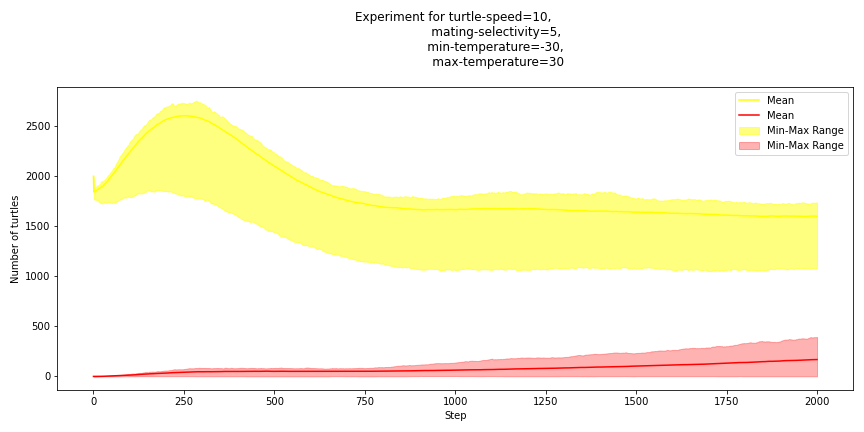 Experiment for turtle-speed=10,
mating-selectivity=5,
min-temperature=-30,
max-temperature=30
Mean
Mean
Min-Max Range
Min-Max Range
Number of turtles
2500
2000
1500
1000
500
0
0
250
500
750
1000
1250
1500
1750
2000
Step